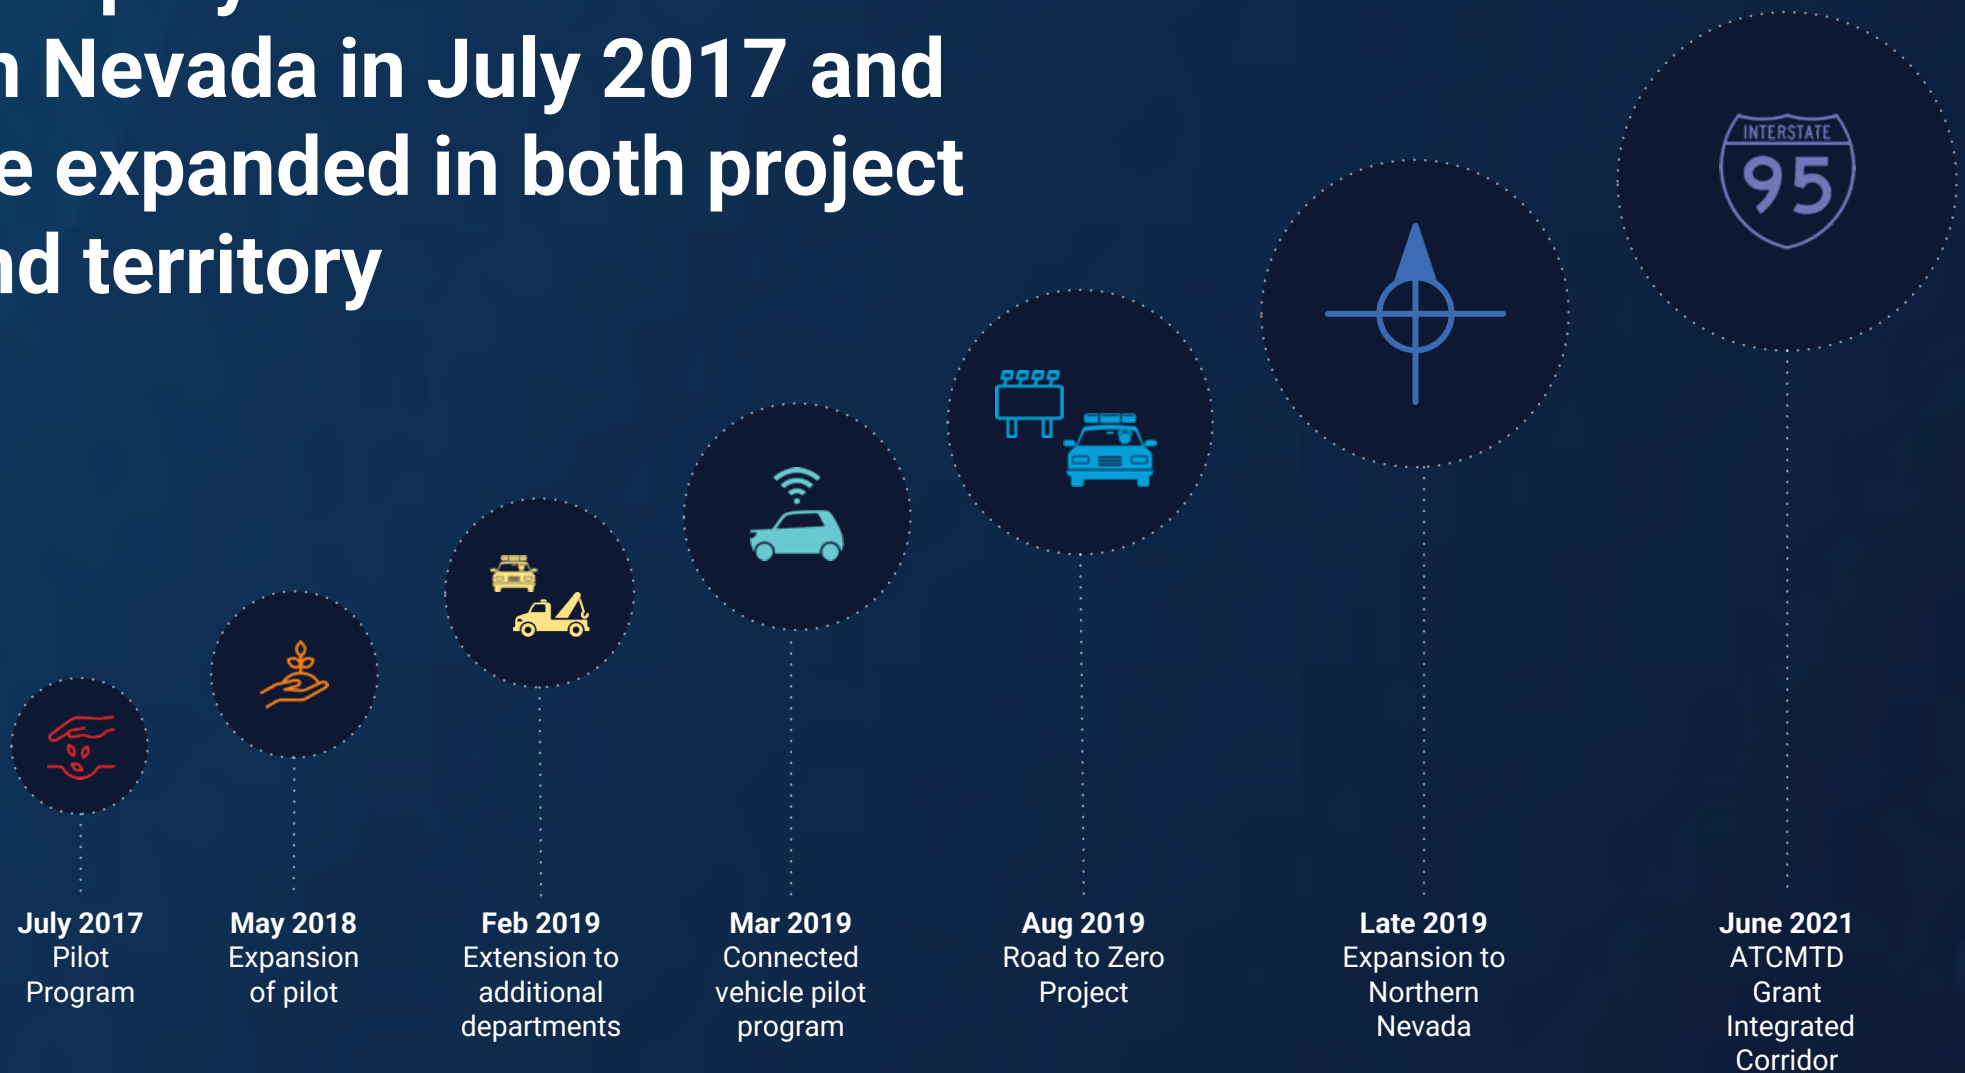 n Nevada in July 2017 and
e expanded in both project
nd territory
INTERSTATE
95
July 2017
Pilot
Program
May 2018
Expansion
of pilot
Feb 2019
Extension to
additional
departments
Mar 2019
Connected
vehicle pilot
program
Aug 2019
Road to Zero
Project
Late 2019
Expansion to
Northern
Nevada
June 2021
ATCMTD
Grant
Integrated
Corridor